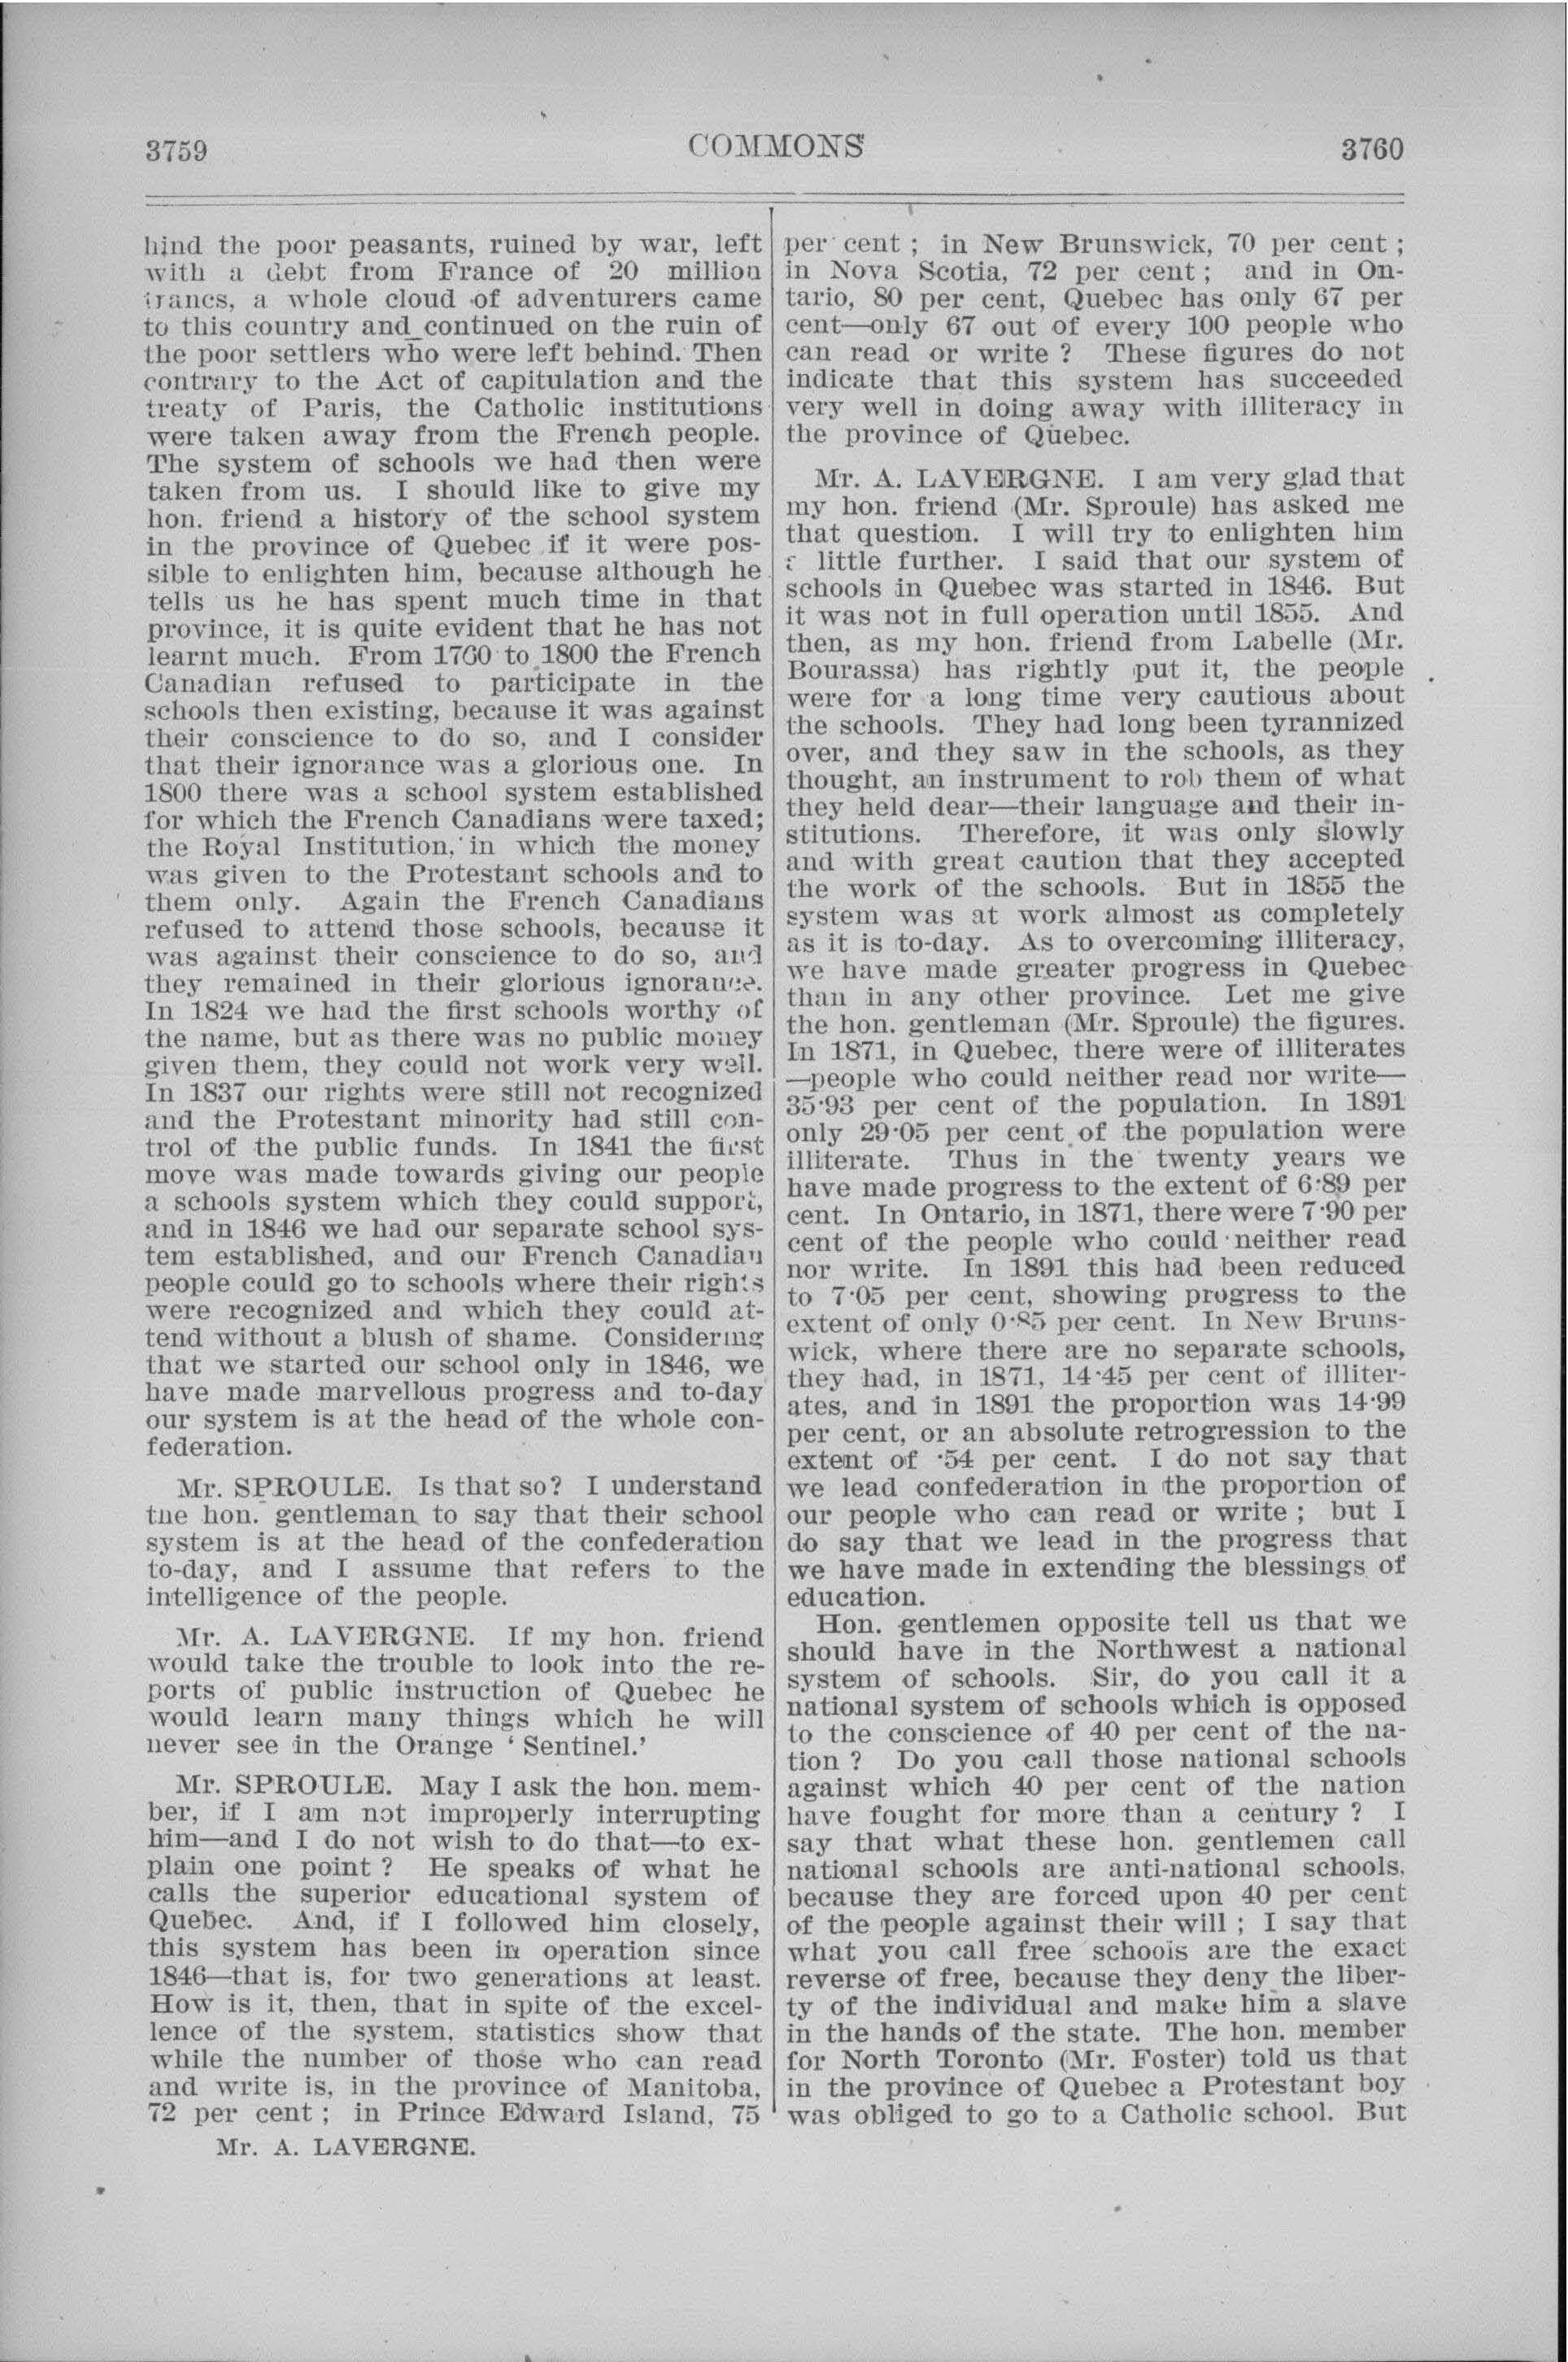 3759
COMMONS
3760
hind the poor peasants, ruined by war, left
with a debt from France of 20 million
francs, a whole cloud of adventurers came
to this country and continued on the ruin of
the poor settlers who were left behind. Then
contrary to the Act of capitulation and the
treaty of Paris, the Catholic institutions
were taken away from the French people.
The system of schools we had then were
taken from us. I should like to give my
hon. friend a history of the school system
in the province of Quebec if it were pos-
sible to enlighten him, because although he
tells us he has spent much time in that
province, it is quite evident that he has not
learnt much. From 1760 to 1800 the French
Canadian refused to participate in the
schools then existing, because it was against
their conscience to do so, and I consider
that their ignorance was a glorious one. In
1800 there was a school system established
for which the French Canadians were taxed;
the Royal Institution, in which the money
was given to the Protestant schools and to
them only. Again the French Canadians
refused to attend those schools, because it
was against their conscience to do so, and
they remained in their glorious ignorance.
In 1824 we had the first schools worthy of
the name, but as there was no public money
given them, they could not work very well.
In 1837 our rights were still not recognized
and the Protestant minority had still con-
trol of the public funds. In 1841 the first
move was made towards giving our people
a schools system which they could support,
and in 1846 we had our separate school sys-
tem established, and our French Canadian
people could go to schools where their rights
were recognized and which they could at-
tend without a blush of shame. Considering
that we started our school only in 1846, we
have made marvellous progress and to-day
our system is at the head of the whole con-
federation.
Mr. SPROULE. Is that so? I understand
the hon. gentleman to say that their school
system is at the head of the confederation
to-day, and I assume that refers to the
intelligence of the people.
Mr. A. LAVERGNE. If my hon. friend
would take the trouble to look into the re-
ports of public instruction of Quebec he
would learn many things which he will
never see in the Orange ‘ Sentinel.’
Mr. SPROULE. May I ask the hon. mem-
ber, if I am not improperly interrupting
him—and I do not wish to do that—to ex-
plain one point ? He speaks of what he
calls the superior educational system of
Quebec. And, if I followed him closely,
this system has been in operation since
1846—that is, for two generations at least.
How is it, then, that in spite of the excel-
lence of the system, statistics show that
while the number of those who can read
and write is, in the province of Manitoba,
72 per cent ; in Prince Edward Island, 75
Mr. A. LAVERGNE.
per cent ; in New Brunswick, 70 per cent ;
in Nova Scotia, 72 per cent ; and in On-
tario, 80 per cent, Quebec has only 67 per
cent—only 67 out of every 100 people who
can read or write ? These figures do not
indicate that this system has succeeded
very well in doing away with illiteracy in
the province of Quebec.
Mr. A. LAVERGNE. I am very glad that
my hon. friend (Mr. Sproule) has asked me
that question. I will try to enlighten him
little further. I said that our system of
schools in Quebec was started in 1846. But
it was not in full operation until 1855. And
then, as my hon. friend from Labelle (Mr.
Bourassa) has rightly put it, the people
were for a long time very cautious about
the schools. They had long been tyrannized
over, and they saw in the schools, as they
thought, an instrument to rob them of what
they held dear—their language and their in-
stitutions. Therefore, it was only slowly
and with great caution that they accepted
the work of the schools. But in 1855 the
system was at work almost as completely
as it is to-day. As to overcoming illiteracy,
we have made greater progress in Quebec
than in any other province. Let me give
the hon. gentleman (Mr. Sproule) the figures.
In 1871, in Quebec, there were of illiterates
—people who could neither read nor write—
35·93 per cent of the population. In 1891
only 29·05 per cent of the population were
illiterate. Thus in the twenty years we
have made progress to the extent of 6·89 per
cent. In Ontario, in 1871, there were 7·90 per
cent of the people who could neither read
nor write. In 1891 this had been reduced
to 7·05 per cent, showing progress to the
extent of only 0·85 per cent. In New Bruns-
wick, where there are no separate schools,
they had, in 1871, 14·45 per cent of illiter-
ates, and in 1891 the proportion was 14·99
per cent, or an absolute retrogression to the
extent of ·54 per cent. I do not say that
we lead confederation in the proportion of
our people who can read or write ; but I
do say that we lead in the progress that
we have made in extending the blessings of
education.
Hon. gentlemen opposite tell us that we
should have in the Northwest a national
system of schools. Sir, do you call it a
national system of schools which is opposed
to the conscience of 40 per cent of the na-
tion ? Do you call those national schools
against which 40 per cent of the nation
have fought for more than a century ? I
say that what these hon. gentlemen call
national schools are anti-national schools,
because they are forced upon 40 per cent
of the people against their will ; I say that
what you call free schools are the exact
reverse of free, because they deny the liber-
ty of the individual and make him a slave
in the hands of the state. The hon. member
for North Toronto (Mr. Foster) told us that
in the province of Quebec a Protestant boy
was obliged to go to a Catholic school. But